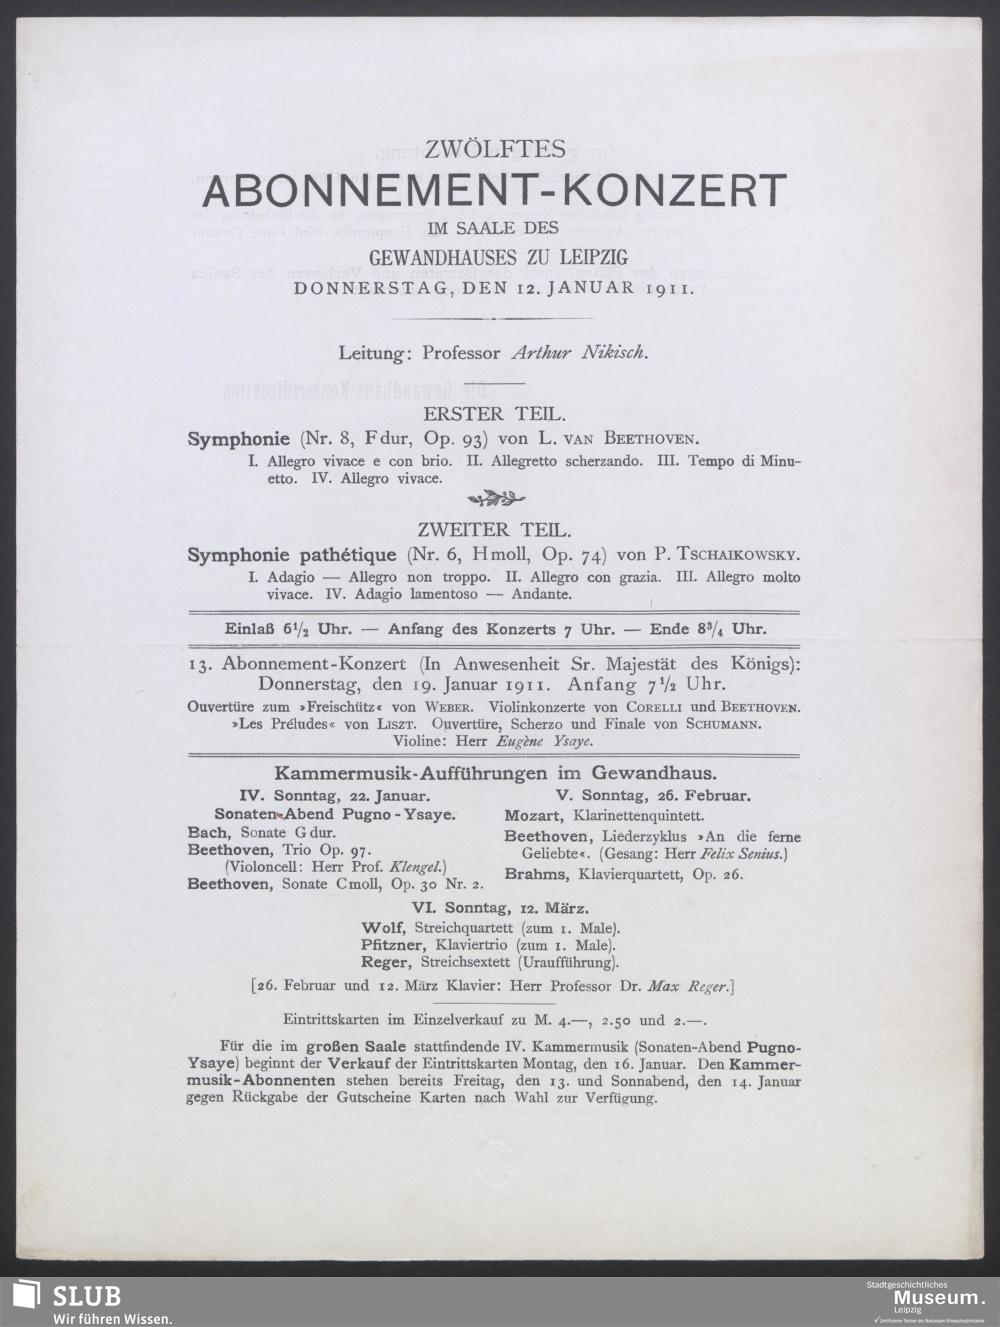 ZWÖLFTES
ABONNEMENT-KONZERT
IM SAALE DES
GEWANDHAUSES ZU LEIPZIG
DONNERSTAG, DEN 12. JANUAR 1911.
Leitung: Professor Arthur Nikisch.
ERSTER TEIL.
Symphonie (Nr. 8, Fdur, Op. 93) von L. VAN BEETHOVEN.
I. Allegro vivace e con brio. II. Allegretto scherzando. III. Tempo di Minu-
etto. IV. Allegro vivace.
ZWEITER TEIL.
Symphonie pathétique (Nr. 6, Hmoll, Op. 74) von P. TSCHAIKOWSKY.
I. Adagio — Allegro non troppo. II. Allegro con grazia. III. Allegro molto
vivace. IV. Adagio lamentoso — Andante.
Einlaß 6½ Uhr. — Anfang des Konzerts 7 Uhr. — Ende 8¾ Uhr.
13. Abonnement-Konzert (In Anwesenheit Sr. Majestät des Königs):
Donnerstag, den 19. Januar 1911. Anfang 7½ Uhr.
Ouvertüre zum »Freischütz« von WEBER. Violinkonzerte von CORELLI und BEETHOVEN.
»Les Préludes« von LISZT. Ouvertüre, Scherzo und Finale von SCHUMANN.
Violine: Herr Eugène Ysaye.
Kammermusik-Aufführungen im Gewandhaus.
IV. Sonntag, 22. Januar.
Sonaten-Abend Pugno-Ysaye.
Bach, Sonate G dur.
Beethoven, Trio Op. 97.
(Violoncell: Herr Prof. Klengel.)
Beethoven, Sonate Cmoll, Op. 30 Nr. 2.
V. Sonntag, 26. Februar.
Mozart, Klarinettenquintett.
Beethoven, Liederzyklus »An die ferne
Geliebte«. (Gesang: Herr Felix Senius.)
Brahms, Klavierquartett, Op. 26.
VI. Sonntag, 12. März.
Wolf, Streichquartett (zum 1. Male).
Pfitzner, Klaviertrio (zum 1. Male).
Reger, Streichsextett (Uraufführung).
[26. Februar und 12. März Klavier: Herr Professor Dr. Max Reger.]
Eintrittskarten im Einzelverkauf zu M. 4.—, 2.50 und 2.—.
Für die im großen Saale stattfindende IV. Kammermusik (Sonaten-Abend Pugno-
Ysaye) beginnt der Verkauf der Eintrittskarten Montag, den 16. Januar. Den Kammer-
musik-Abonnenten stehen bereits Freitag, den 13. und Sonnabend, den 14. Januar
gegen Rückgabe der Gutscheine Karten nach Wahl zur Verfügung.
SLUB
Wir führen Wissen.
Stadtgeschichtliches
Museum.
Leipzig